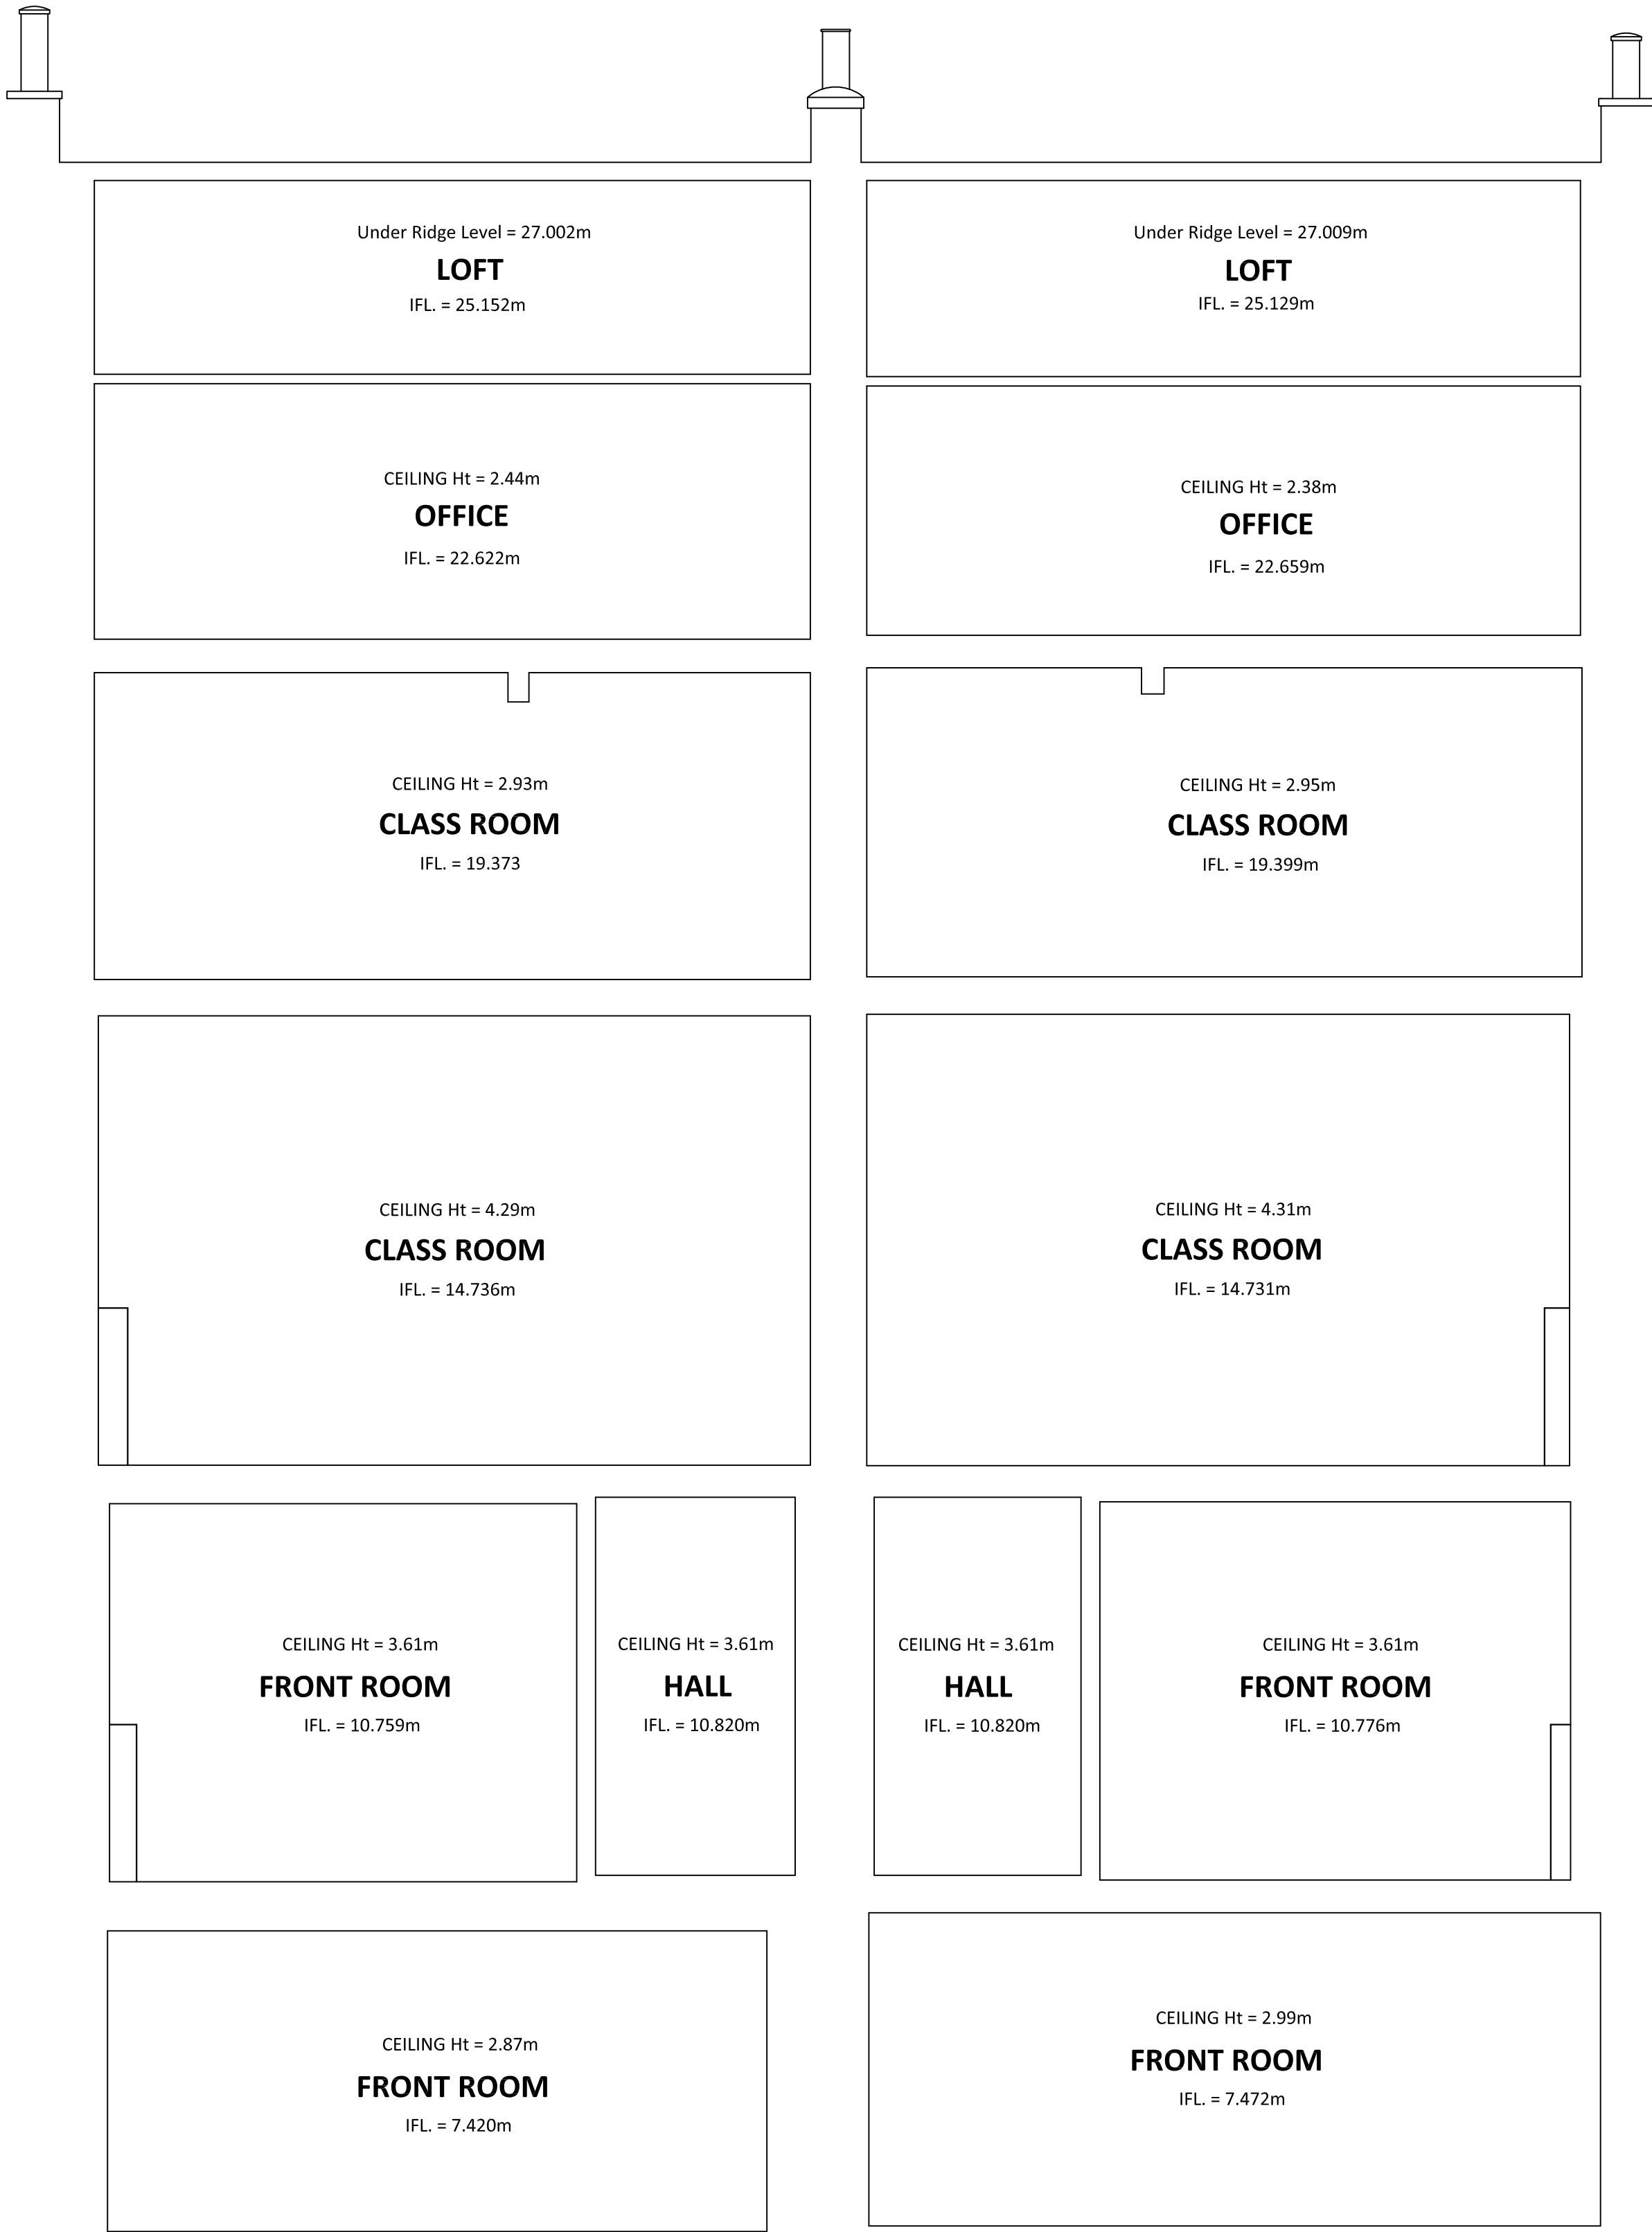 Under Ridge Level = 27.002m
LOFT
IFL. = 25.152m
Under Ridge Level = 27.009m
LOFT
IFL. = 25.129m
CEILING Ht = 2.44m
OFFICE
IFL. = 22.622m
CEILING Ht = 2.38m
OFFICE
IFL. = 22.659m
CEILING Ht = 2.93m
CLASS ROOM
IFL. = 19.373
CEILING Ht = 2.95m
CLASS ROOM
IFL. = 19.399m
CEILING Ht = 4.29m
CLASS ROOM
IFL. = 14.736m
CEILING Ht = 4.31m
CLASS ROOM
IFL. = 14.731m
CEILING Ht = 3.61m
FRONT ROOM
IFL. = 10.759m
CEILING Ht = 3.61m
HALL
IFL. = 10.820m
CEILING Ht = 3.61m
HALL
IFL. = 10.820m
CEILING Ht = 3.61m
FRONT ROOM
IFL. = 10.776m
CEILING Ht = 2.87m
FRONT ROOM
IFL. = 7.420m
CEILING Ht = 2.99m
FRONT ROOM
IFL. = 7.472m